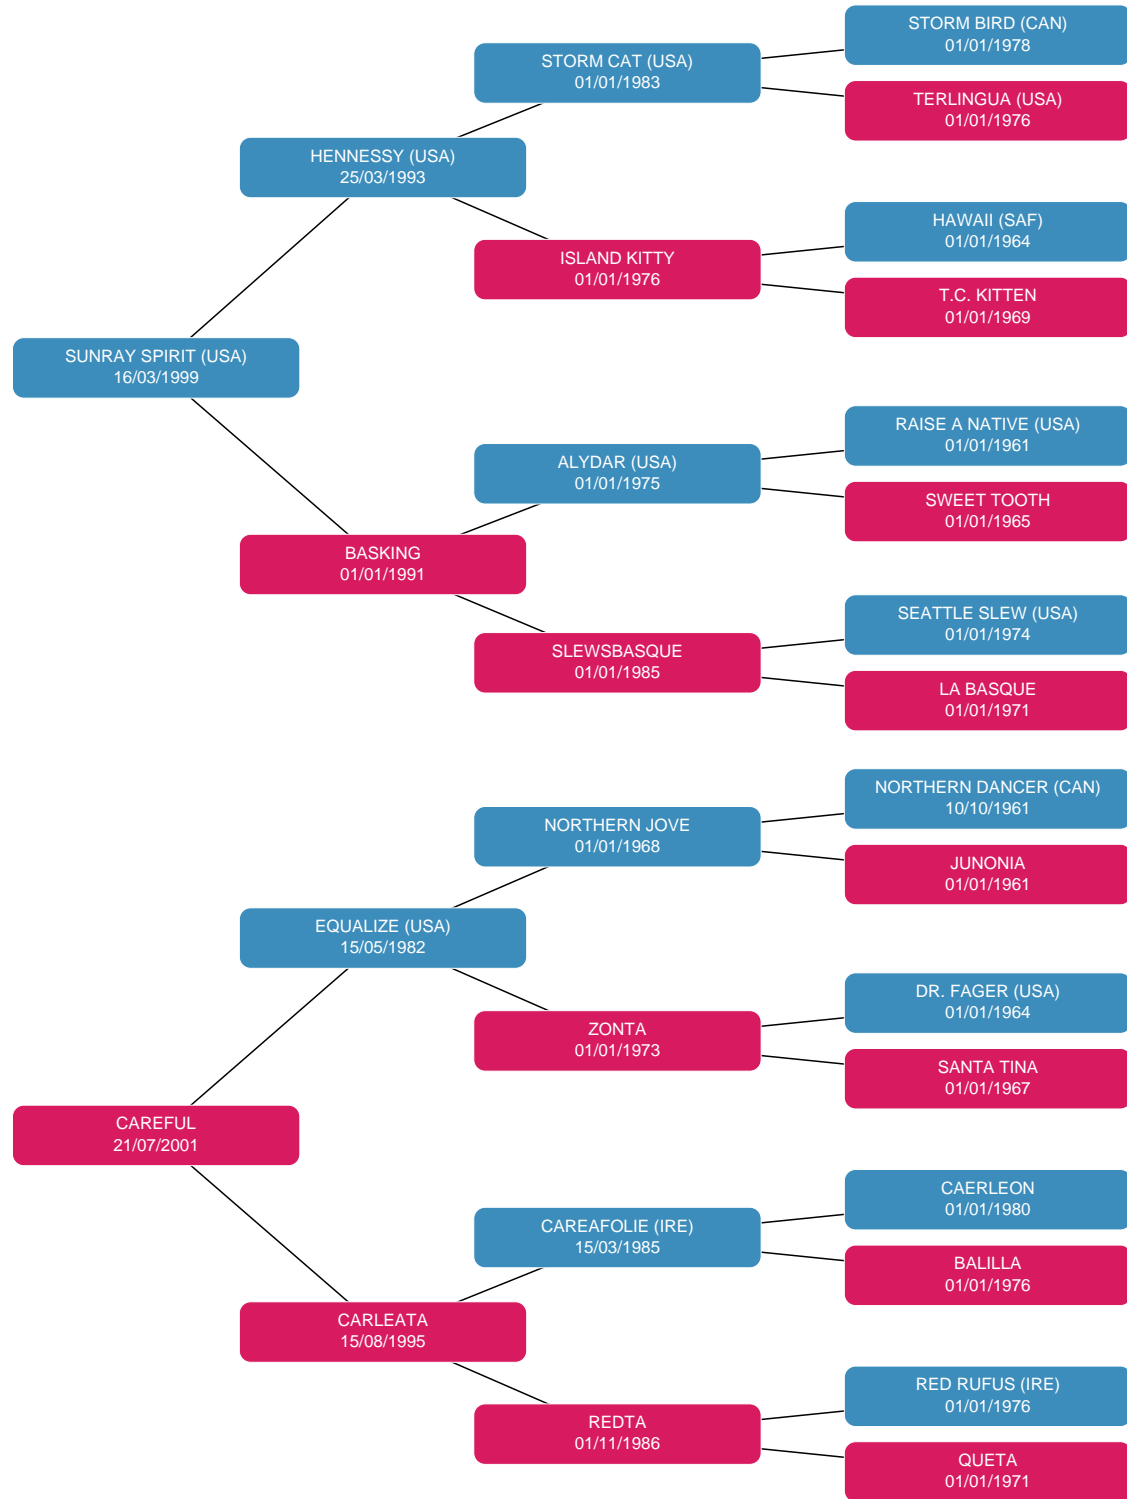 STORM BIRD (CAN)
01/01/1978
STORM CAT (USA)
01/01/1983
TERLINGUA (USA)
01/01/1976
HENNESSY (USA)
25/03/1993
HAWAII (SAF)
01/01/1964
ISLAND KITTY
01/01/1976
T.C. KITTEN
01/01/1969
SUNRAY SPIRIT (USA)
16/03/1999
RAISE A NATIVE (USA)
01/01/1961
ALYDAR (USA)
01/01/1975
SWEET TOOTH
01/01/1965
BASKING
01/01/1991
SEATTLE SLEW (USA)
01/01/1974
SLEWSBASQUE
01/01/1985
LA BASQUE
01/01/1971
NORTHERN DANCER (CAN)
10/10/1961
NORTHERN JOVE
01/01/1968
JUNONIA
01/01/1961
EQUALIZE (USA)
15/05/1982
DR. FAGER (USA)
01/01/1964
ZONTA
01/01/1973
SANTA TINA
01/01/1967
CAREFUL
21/07/2001
CAERLEON
01/01/1980
CAREAFOLIE (IRE)
15/03/1985
BALILLA
01/01/1976
CARLEATA
15/08/1995
RED RUFUS (IRE)
01/01/1976
REDTA
01/11/1986
QUETA
01/01/1971